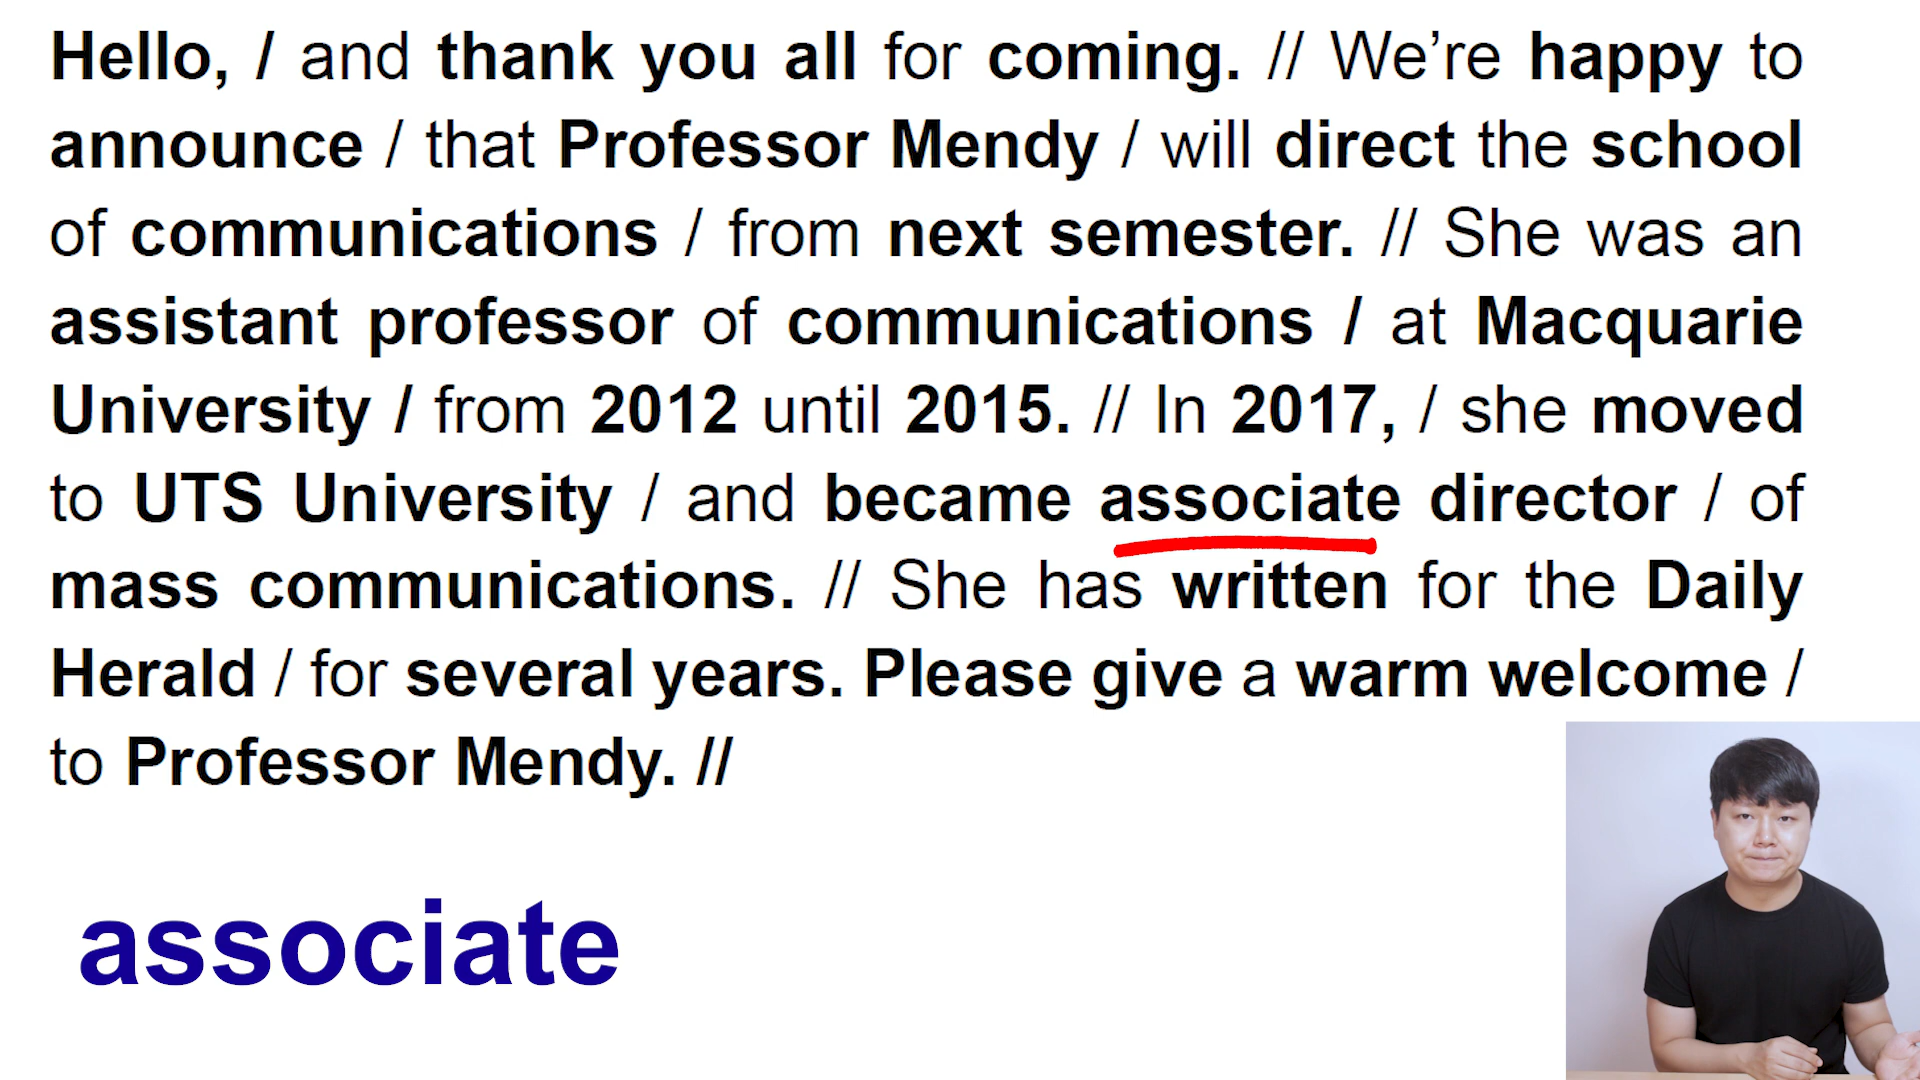 Hello, / and thank you all for coming. // We’re happy to
announce / that Professor Mendy / will direct the school
of communications / from next semester. // She was an
assistant professor of communications / at Macquarie
University / from 2012 until 2015. // In 2017, / she moved
to UTS University / and became associate director / of
mass communications. // She has written for the Daily
Herald / for several years. Please give a warm welcome /
to Professor Mendy. //
associate